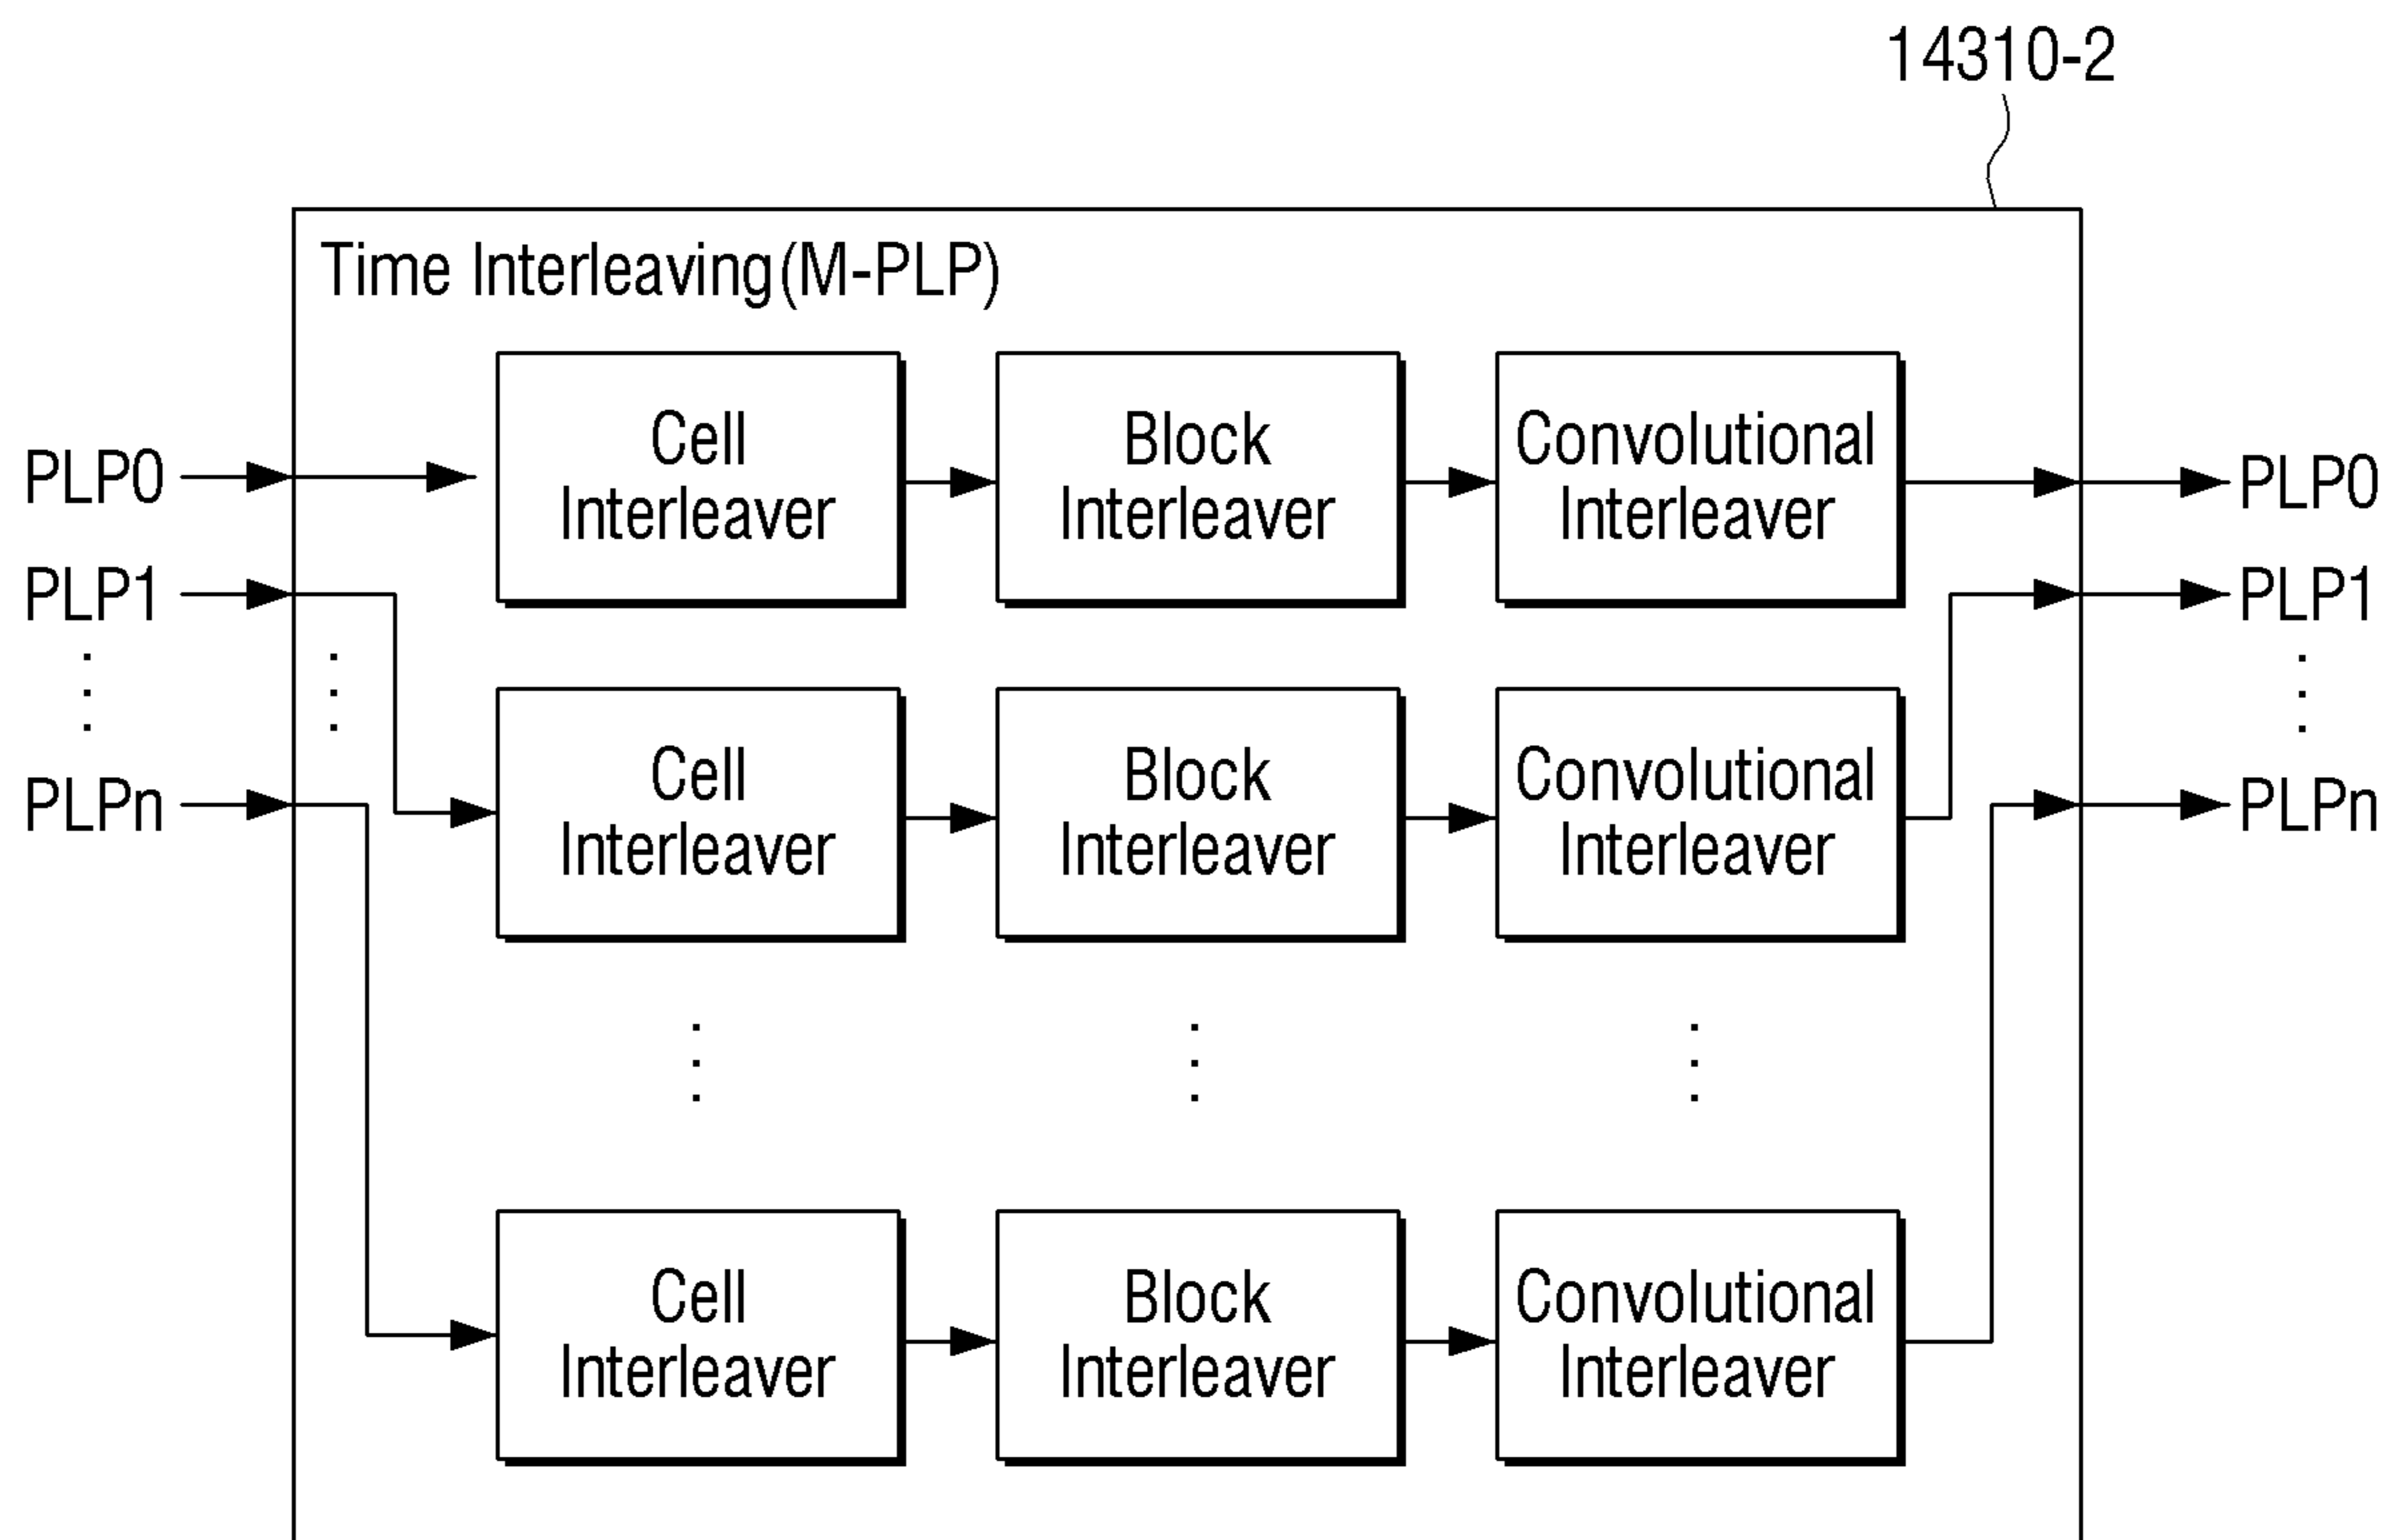 14310-2
Time Interleaving(M-PLP)
Cell
Interleaver
Block
Interleaver
Convolutional
Interleaver
PLP0
PLP0
PLP1
PLP1
Cell
Interleaver
Block
Interleaver
Convolutional
Interleaver
PLPn
PLPn
Cell
Interleaver
Block
Interleaver
Convolutional
Interleaver